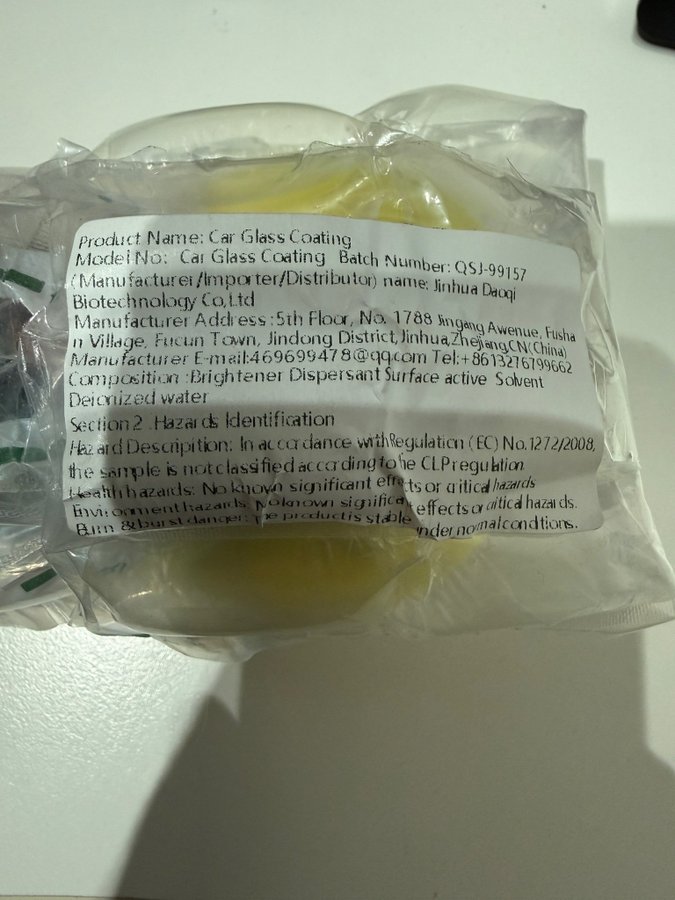 Product Name: Car Glass Coating
Model No: Car Glass Coating Batch Number: QSJ-99157
(Manufacturer/Importer/Distributor) name: Jinhua Daoqi
Biotechnology Co,Ltd
Manufacturer Address:5th Floor, No. 1788 Jingang Awenue, Fusha
n Village, Fucun Town, Jindong District,Jinhua,Zhejiang,CN(China)
Manufacturer E-mail:469699478@qq.com Tel:+8613276799662
Composition :Brightener Dispersant Surface active Solvent
Deionized water
Section 2 .Hazards Identification
Hazard Descripition: In accordance with Regulation (EC) No.1272/2008,
the sample is not classified according to the CLP regulation
Health hazards: No known significant effects or critical hazards
Environment hazards: No known significa effects or critical hazards.
Burn & burst danger: The product is stable under normal condtions.